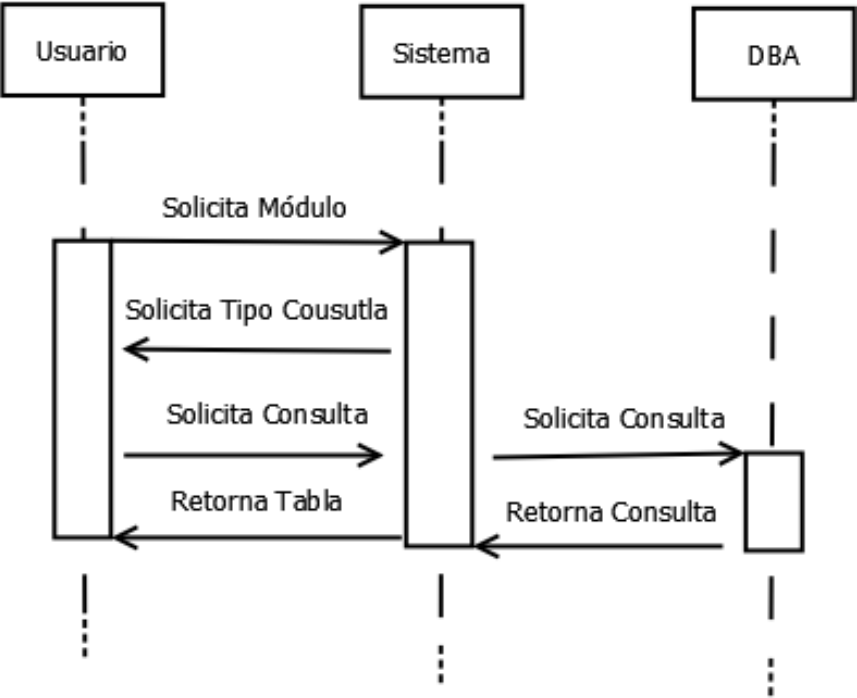 Usuario
Sistema
DBA
Solicita Módulo
Solicita Tipo Cousutla
Solicita Consulta
Solicita Consulta
Retorna Tabla
Retorna Consulta